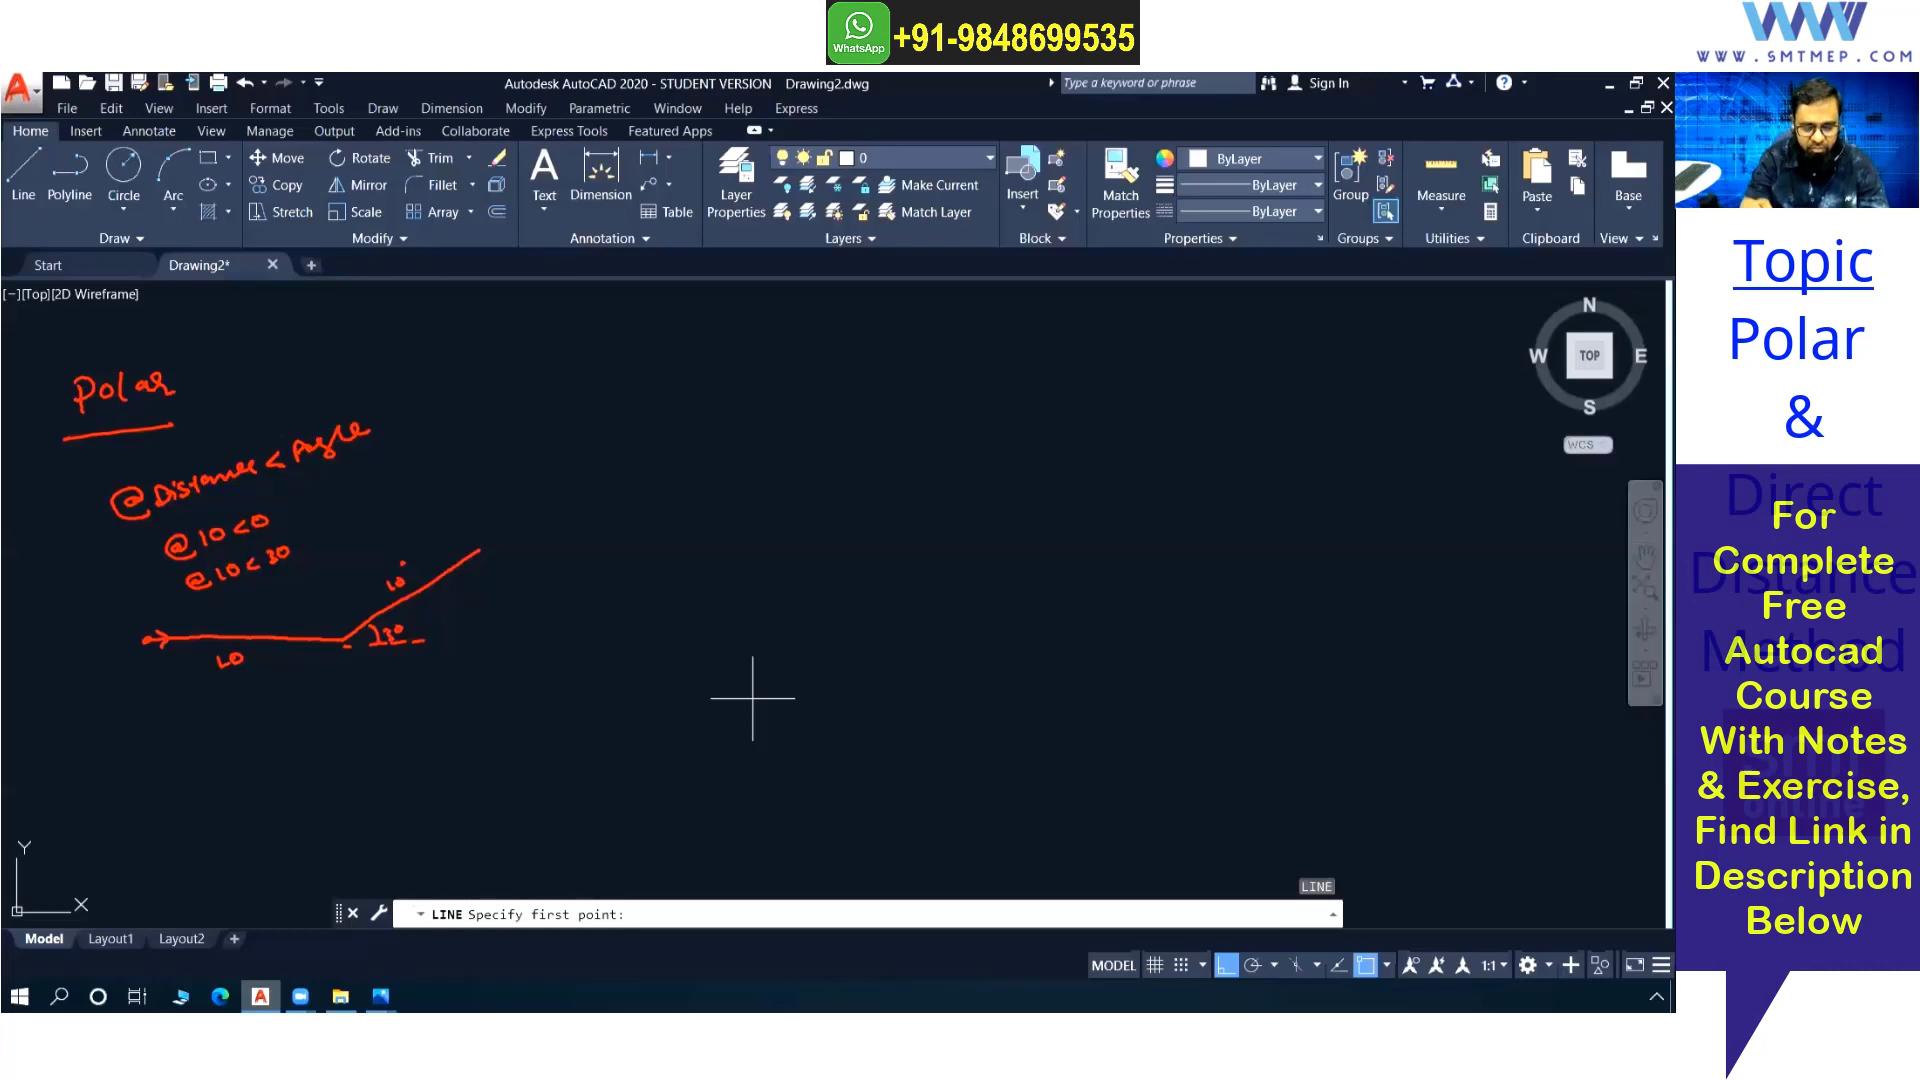 WhatsApp
+91-9848699535
WWW.SMTMEP.COM
Autodesk AutoCAD 2020 - STUDENT VERSION Drawing2.dwg
Type a keyword or phrase
Sign In
File Edit View Insert Format Tools Draw Dimension Modify Parametric Window Help Express
Home Insert Annotate View Manage Output Add-ins Collaborate Express Tools Featured Apps
Line
Polyline
Circle
Arc
Draw
Move
Rotate
Trim
Copy
Mirror
Fillet
Stretch
Scale
Array
Modify
Text
Dimension
Table
Annotation
Layer
Properties
0
Make Current
Match Layer
Layers
Insert
Block
Match
Properties
ByLayer
ByLayer
ByLayer
Properties
Group
Groups
Measure
Utilities
Paste
Clipboard
Base
View
Start
Drawing2*
[−][Top][2D Wireframe]
N
W
TOP
E
S
WCS
Polar
@Distance < Angle
@10<0
@10<30
10
30
10
Y
X
LINE
LINE Specify first point:
Model Layout1 Layout2
MODEL
1:1
Topic
Polar
&
Direct
Distance
Method
For
Complete
Free
Autocad
Course
With Notes
& Exercise,
Find Link in
Description
Below